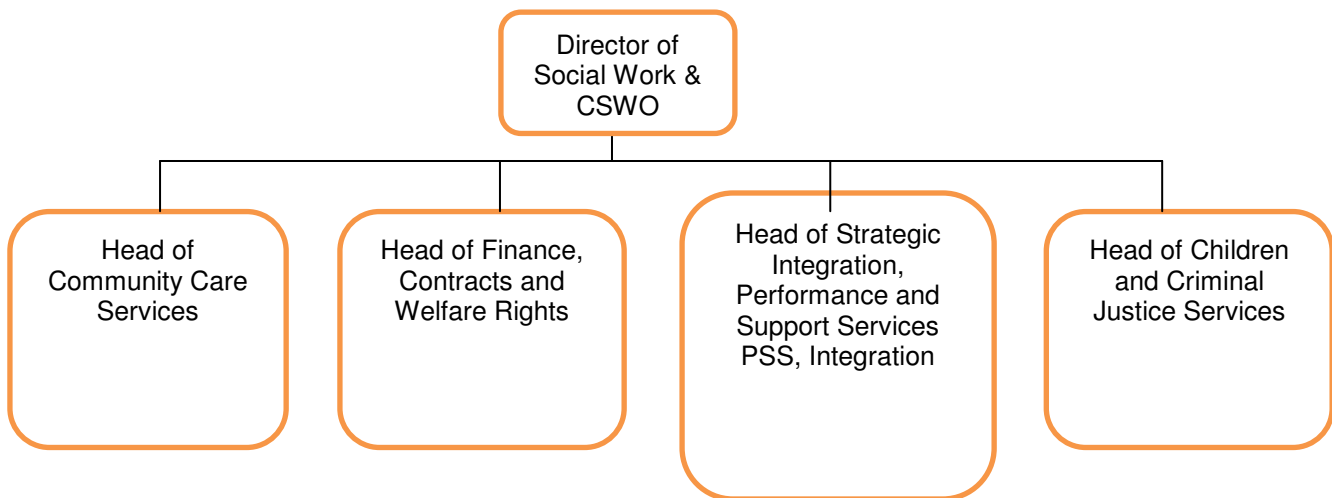 Director of
Social Work &
CSWO
Head of
Community Care
Services
Head of Finance,
Contracts and
Welfare Rights
Head of Strategic
Integration,
Performance and
Support Services
PSS, Integration
Head of Children
and Criminal
Justice Services